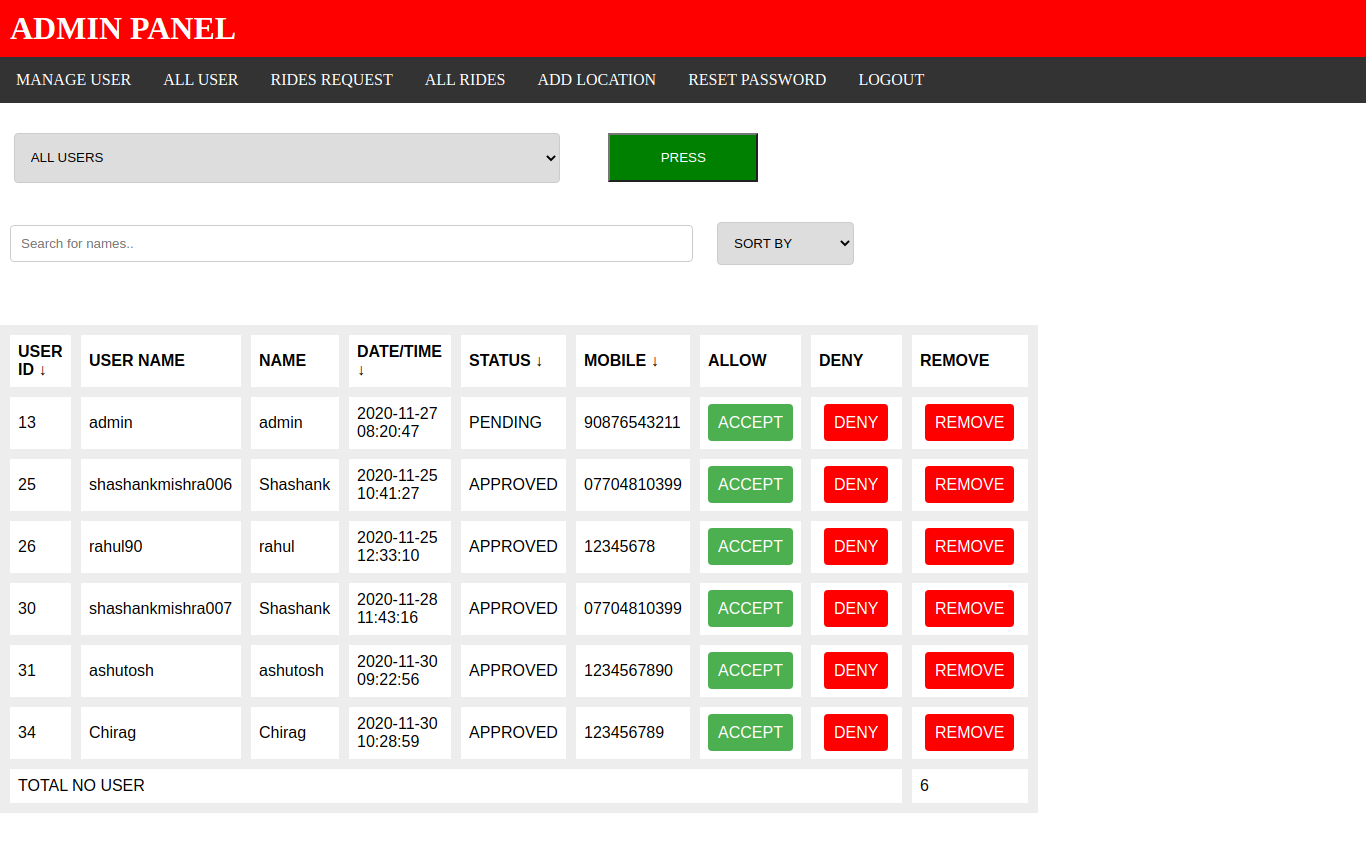 ADMIN PANEL
MANAGE USER ALL USER RIDES REQUEST ALL RIDES ADD LOCATION RESET PASSWORD LOGOUT
ALL USERS PRESS
Search for names.. SORT BY
USER ID ↓ USER NAME NAME DATE/TIME ↓ STATUS ↓ MOBILE ↓ ALLOW DENY REMOVE
13 admin admin 2020-11-27 08:20:47 PENDING 90876543211 ACCEPT DENY REMOVE
25 shashankmishra006 Shashank 2020-11-25 10:41:27 APPROVED 07704810399 ACCEPT DENY REMOVE
26 rahul90 rahul 2020-11-25 12:33:10 APPROVED 12345678 ACCEPT DENY REMOVE
30 shashankmishra007 Shashank 2020-11-28 11:43:16 APPROVED 07704810399 ACCEPT DENY REMOVE
31 ashutosh ashutosh 2020-11-30 09:22:56 APPROVED 1234567890 ACCEPT DENY REMOVE
34 Chirag Chirag 2020-11-30 10:28:59 APPROVED 123456789 ACCEPT DENY REMOVE
TOTAL NO USER 6